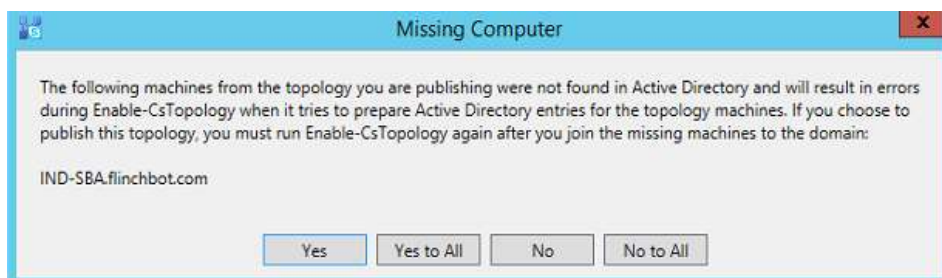 Missing Computer
x
The following machines from the topology you are publishing were not found in Active Directory and will result in errors
during Enable-CsTopology when it tries to prepare Active Directory entries for the topology machines. If you choose to
publish this topology, you must run Enable-CsTopology again after you join the missing machines to the domain:
IND-SBA.flinchbot.com
Yes
Yes to All
No
No to All